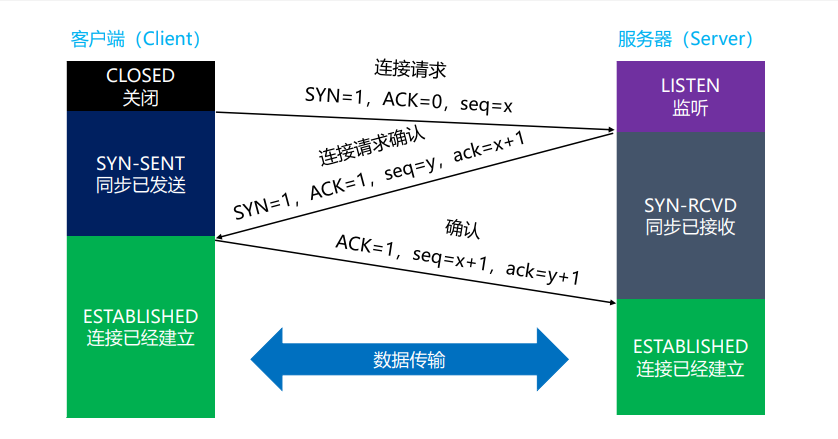 客户端（Client）
服务器（Server）
CLOSED
关闭
连接请求
SYN=1，ACK=0，seq=x
LISTEN
监听
连接请求确认
SYN=1，ACK=1，seq=y，ack=x+1
SYN-SENT
同步已发送
SYN-RCVD
同步已接收
确认
ACK=1，seq=x+1，ack=y+1
ESTABLISHED
连接已经建立
数据传输
ESTABLISHED
连接已经建立